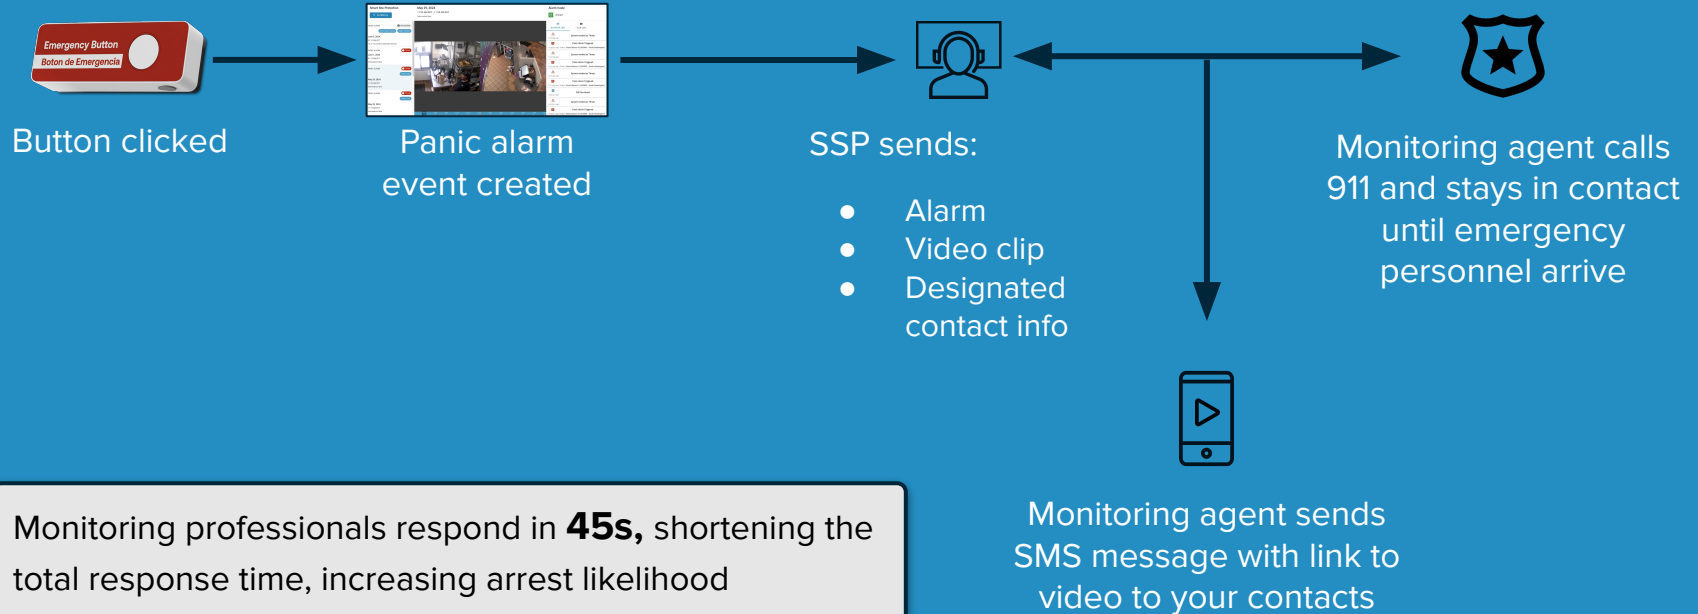 Emergency Button
Boton de Emergencia
Button clicked
Panic alarm
event created
SSP sends:
● Alarm
● Video clip
● Designated
contact info
Monitoring agent calls
911 and stays in contact
until emergency
personnel arrive
Monitoring agent sends
SMS message with link to
video to your contacts
Monitoring professionals respond in 45s, shortening the
total response time, increasing arrest likelihood